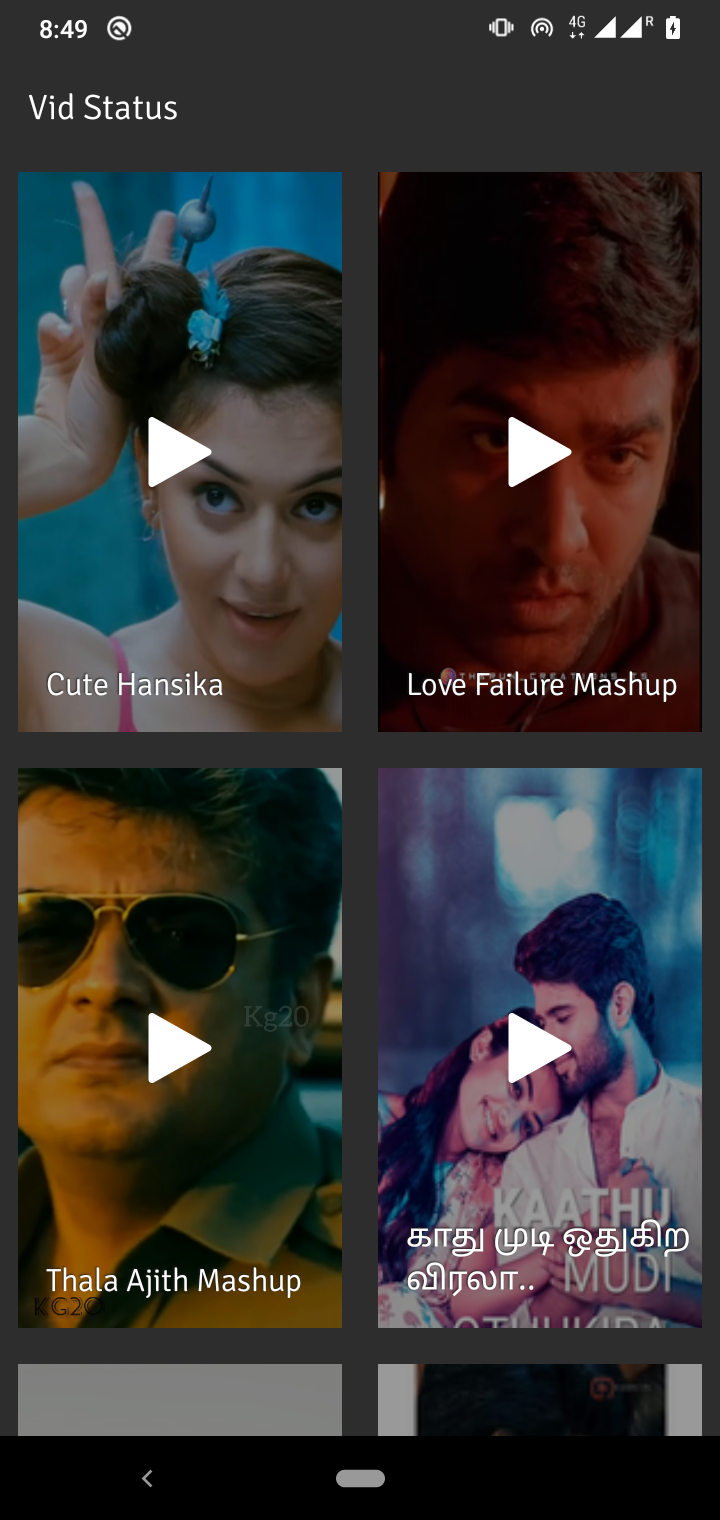 8:49
4G
R
Vid Status
Cute Hansika
Love Failure Mashup
Kg20
Thala Ajith Mashup
KG20
KAATHU
காது முடி ஒதுகிற
விரலா..
MUDI
OTHUKIRA